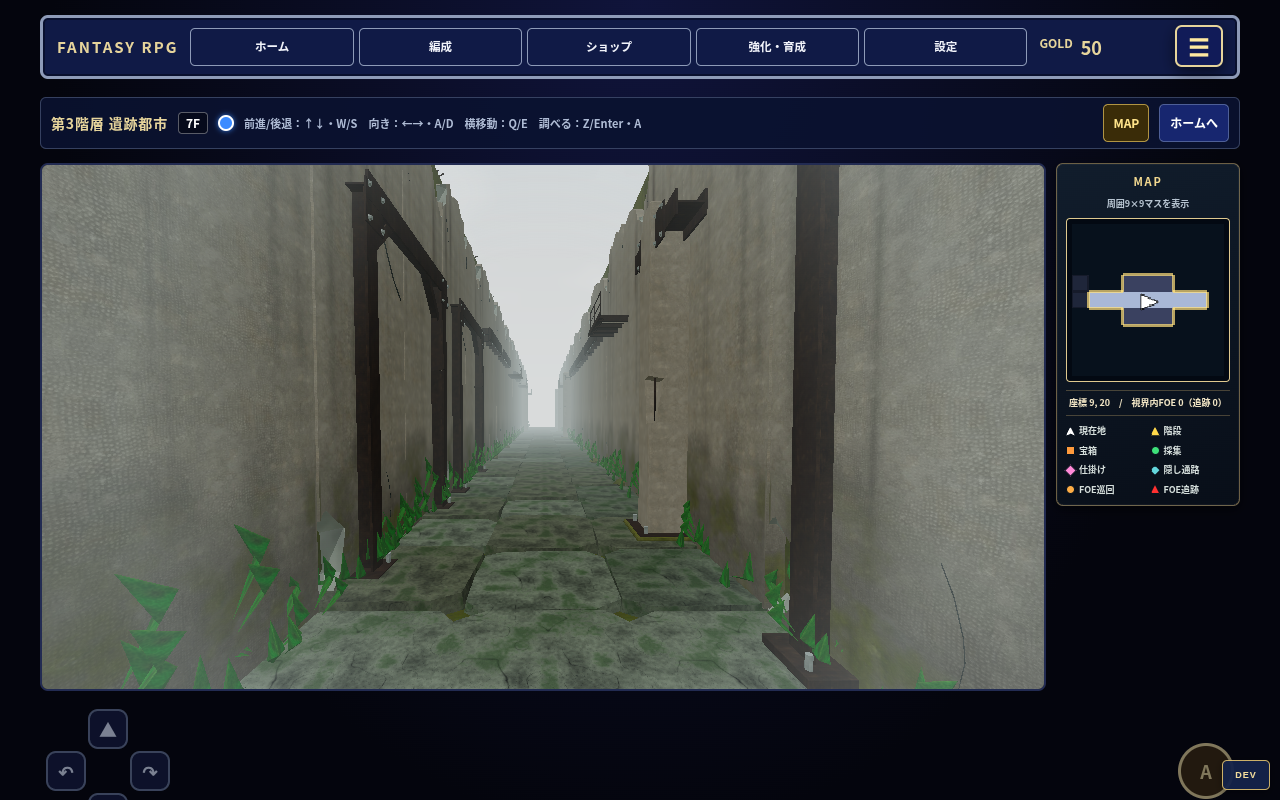 FANTASY RPG
ホーム
編成
ショップ
強化・育成
設定
GOLD 50
第3階層 遺跡都市
7F
前進/後退：↑↓・W/S　向き：←→・A/D　横移動：Q/E　調べる：Z/Enter・A
MAP
ホームへ
MAP
周囲9×9マスを表示
座標 9, 20　/　視界内FOE 0（追跡 0）
現在地
階段
宝箱
採集
仕掛け
隠し通路
FOE巡回
FOE追跡
A
DEV